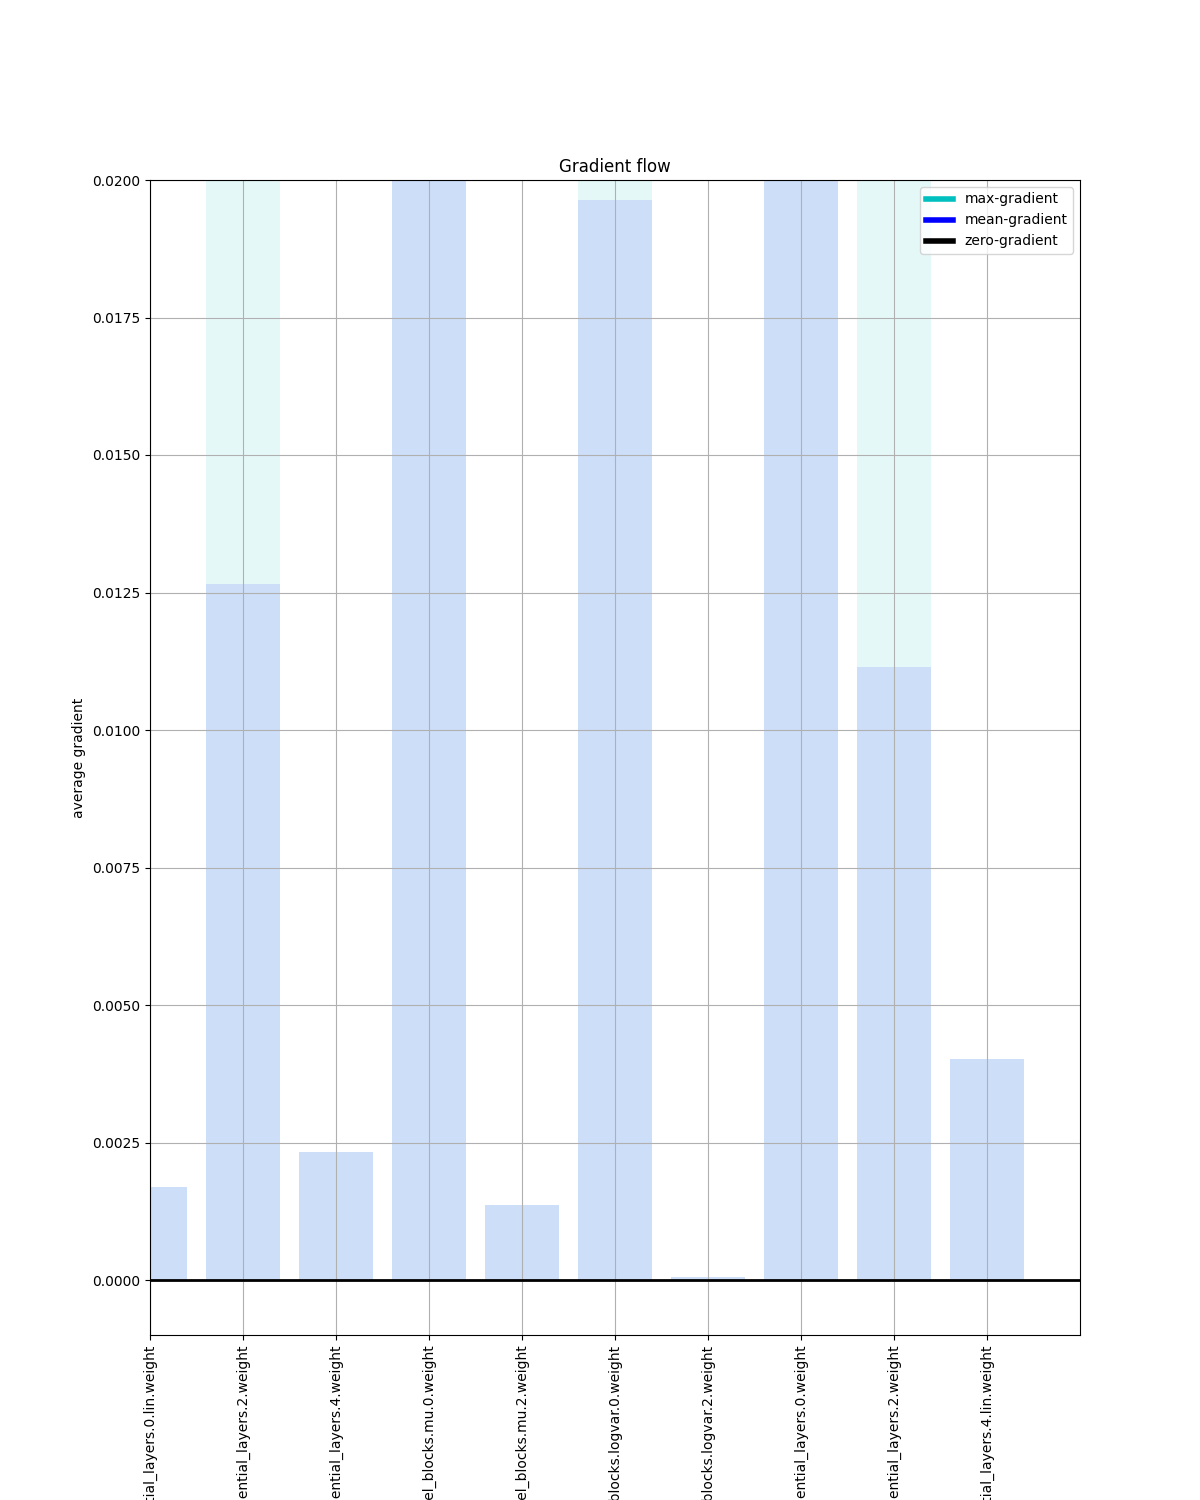 Gradient flow
max-gradient
mean-gradient
zero-gradient
0.0200
0.0175
0.0150
0.0125
0.0100
0.0075
0.0050
0.0025
0.0000
average gradient
tial_layers.0.lin.weight
ential_layers.2.weight
ential_layers.4.weight
el_blocks.mu.0.weight
el_blocks.mu.2.weight
blocks.logvar.0.weight
blocks.logvar.2.weight
ential_layers.0.weight
ential_layers.2.weight
tial_layers.4.lin.weight